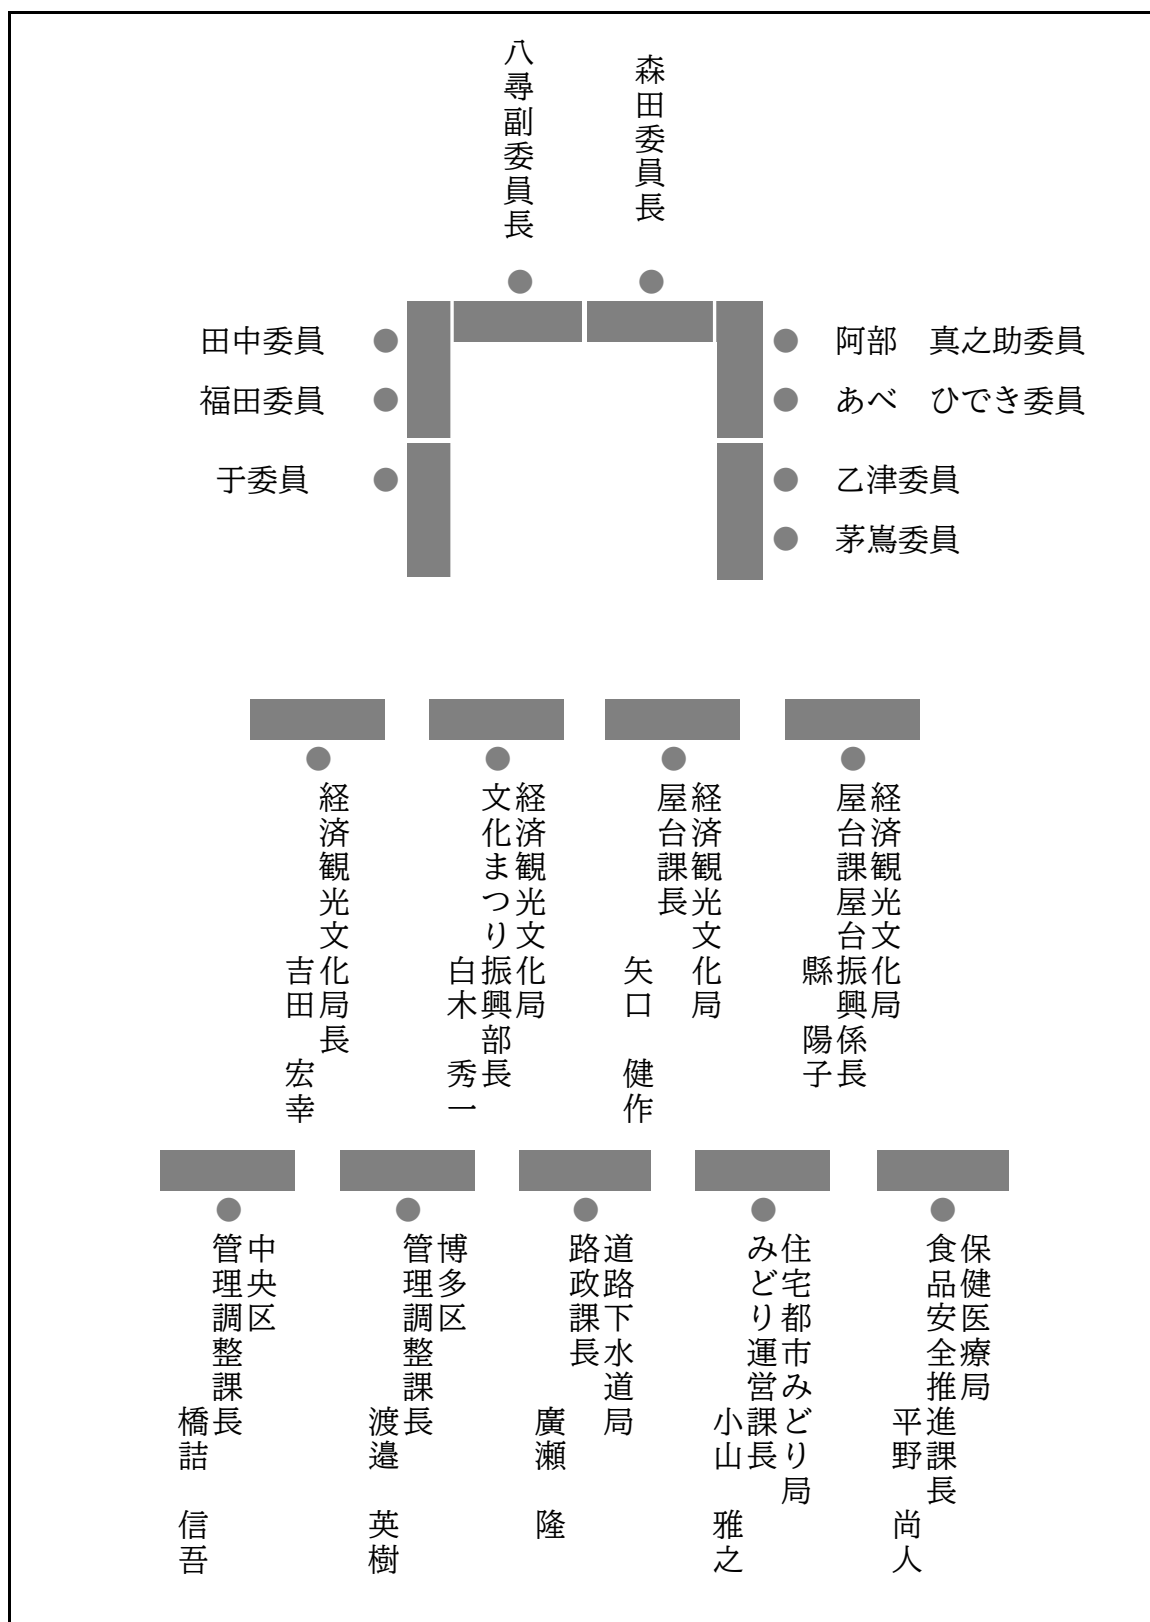 森田委員長
八尋副委員長
田中委員
福田委員
于委員
阿部　真之助委員
あべ　ひでき委員
乙津委員
茅嶌委員
経済観光文化局
屋台課屋台振興係長
縣　陽子
経済観光文化局
屋台課長
矢口　健作
経済観光文化局
文化まつり振興部長
白木　秀一
経済観光文化局長
吉田　宏幸
保健医療局
食品安全推進課長
平野　尚人
住宅都市みどり局
みどり運営課長
小山　雅之
道路下水道局
路政課長
廣瀬　隆
博多区
管理調整課長
渡邉　英樹
中央区
管理調整課長
橋詰　信吾